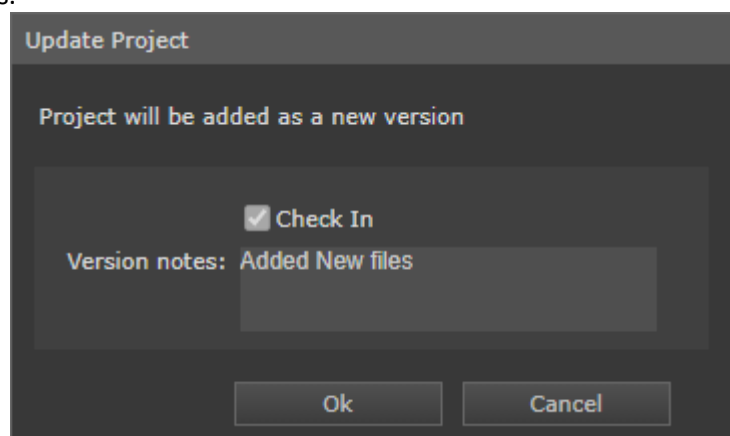 Update Project
Project will be added as a new version
Check In
Version notes: Added New files
Ok Cancel